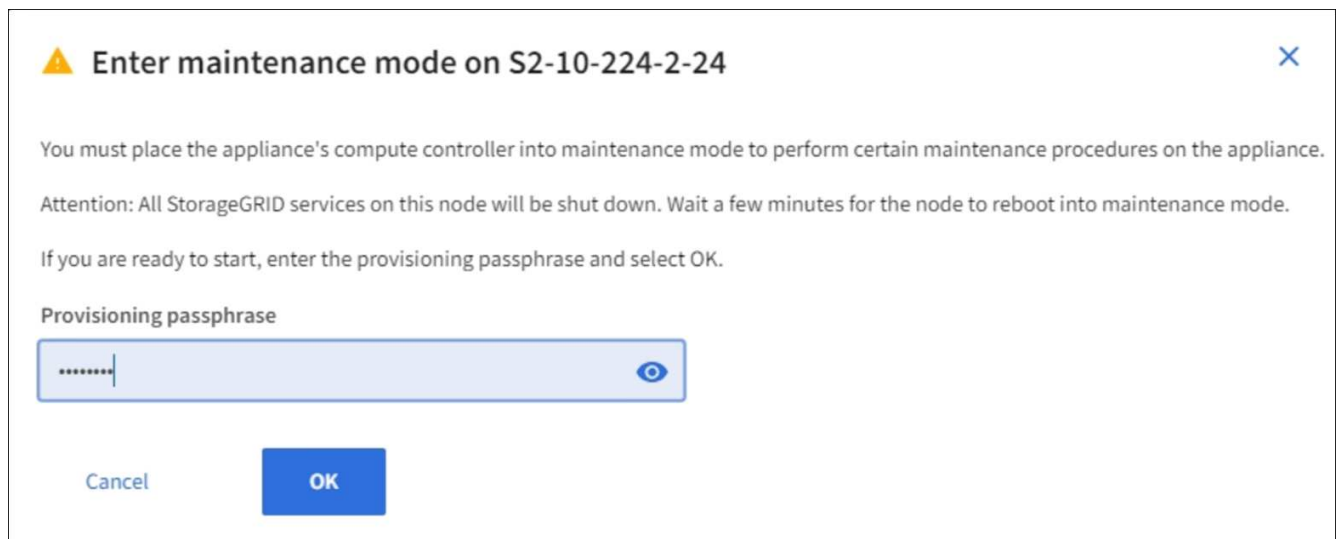 Enter maintenance mode on S2-10-224-2-24
You must place the appliance's compute controller into maintenance mode to perform certain maintenance procedures on the appliance.
Attention: All StorageGRID services on this node will be shut down. Wait a few minutes for the node to reboot into maintenance mode.
If you are ready to start, enter the provisioning passphrase and select OK.
Provisioning passphrase
••••••••
Cancel OK